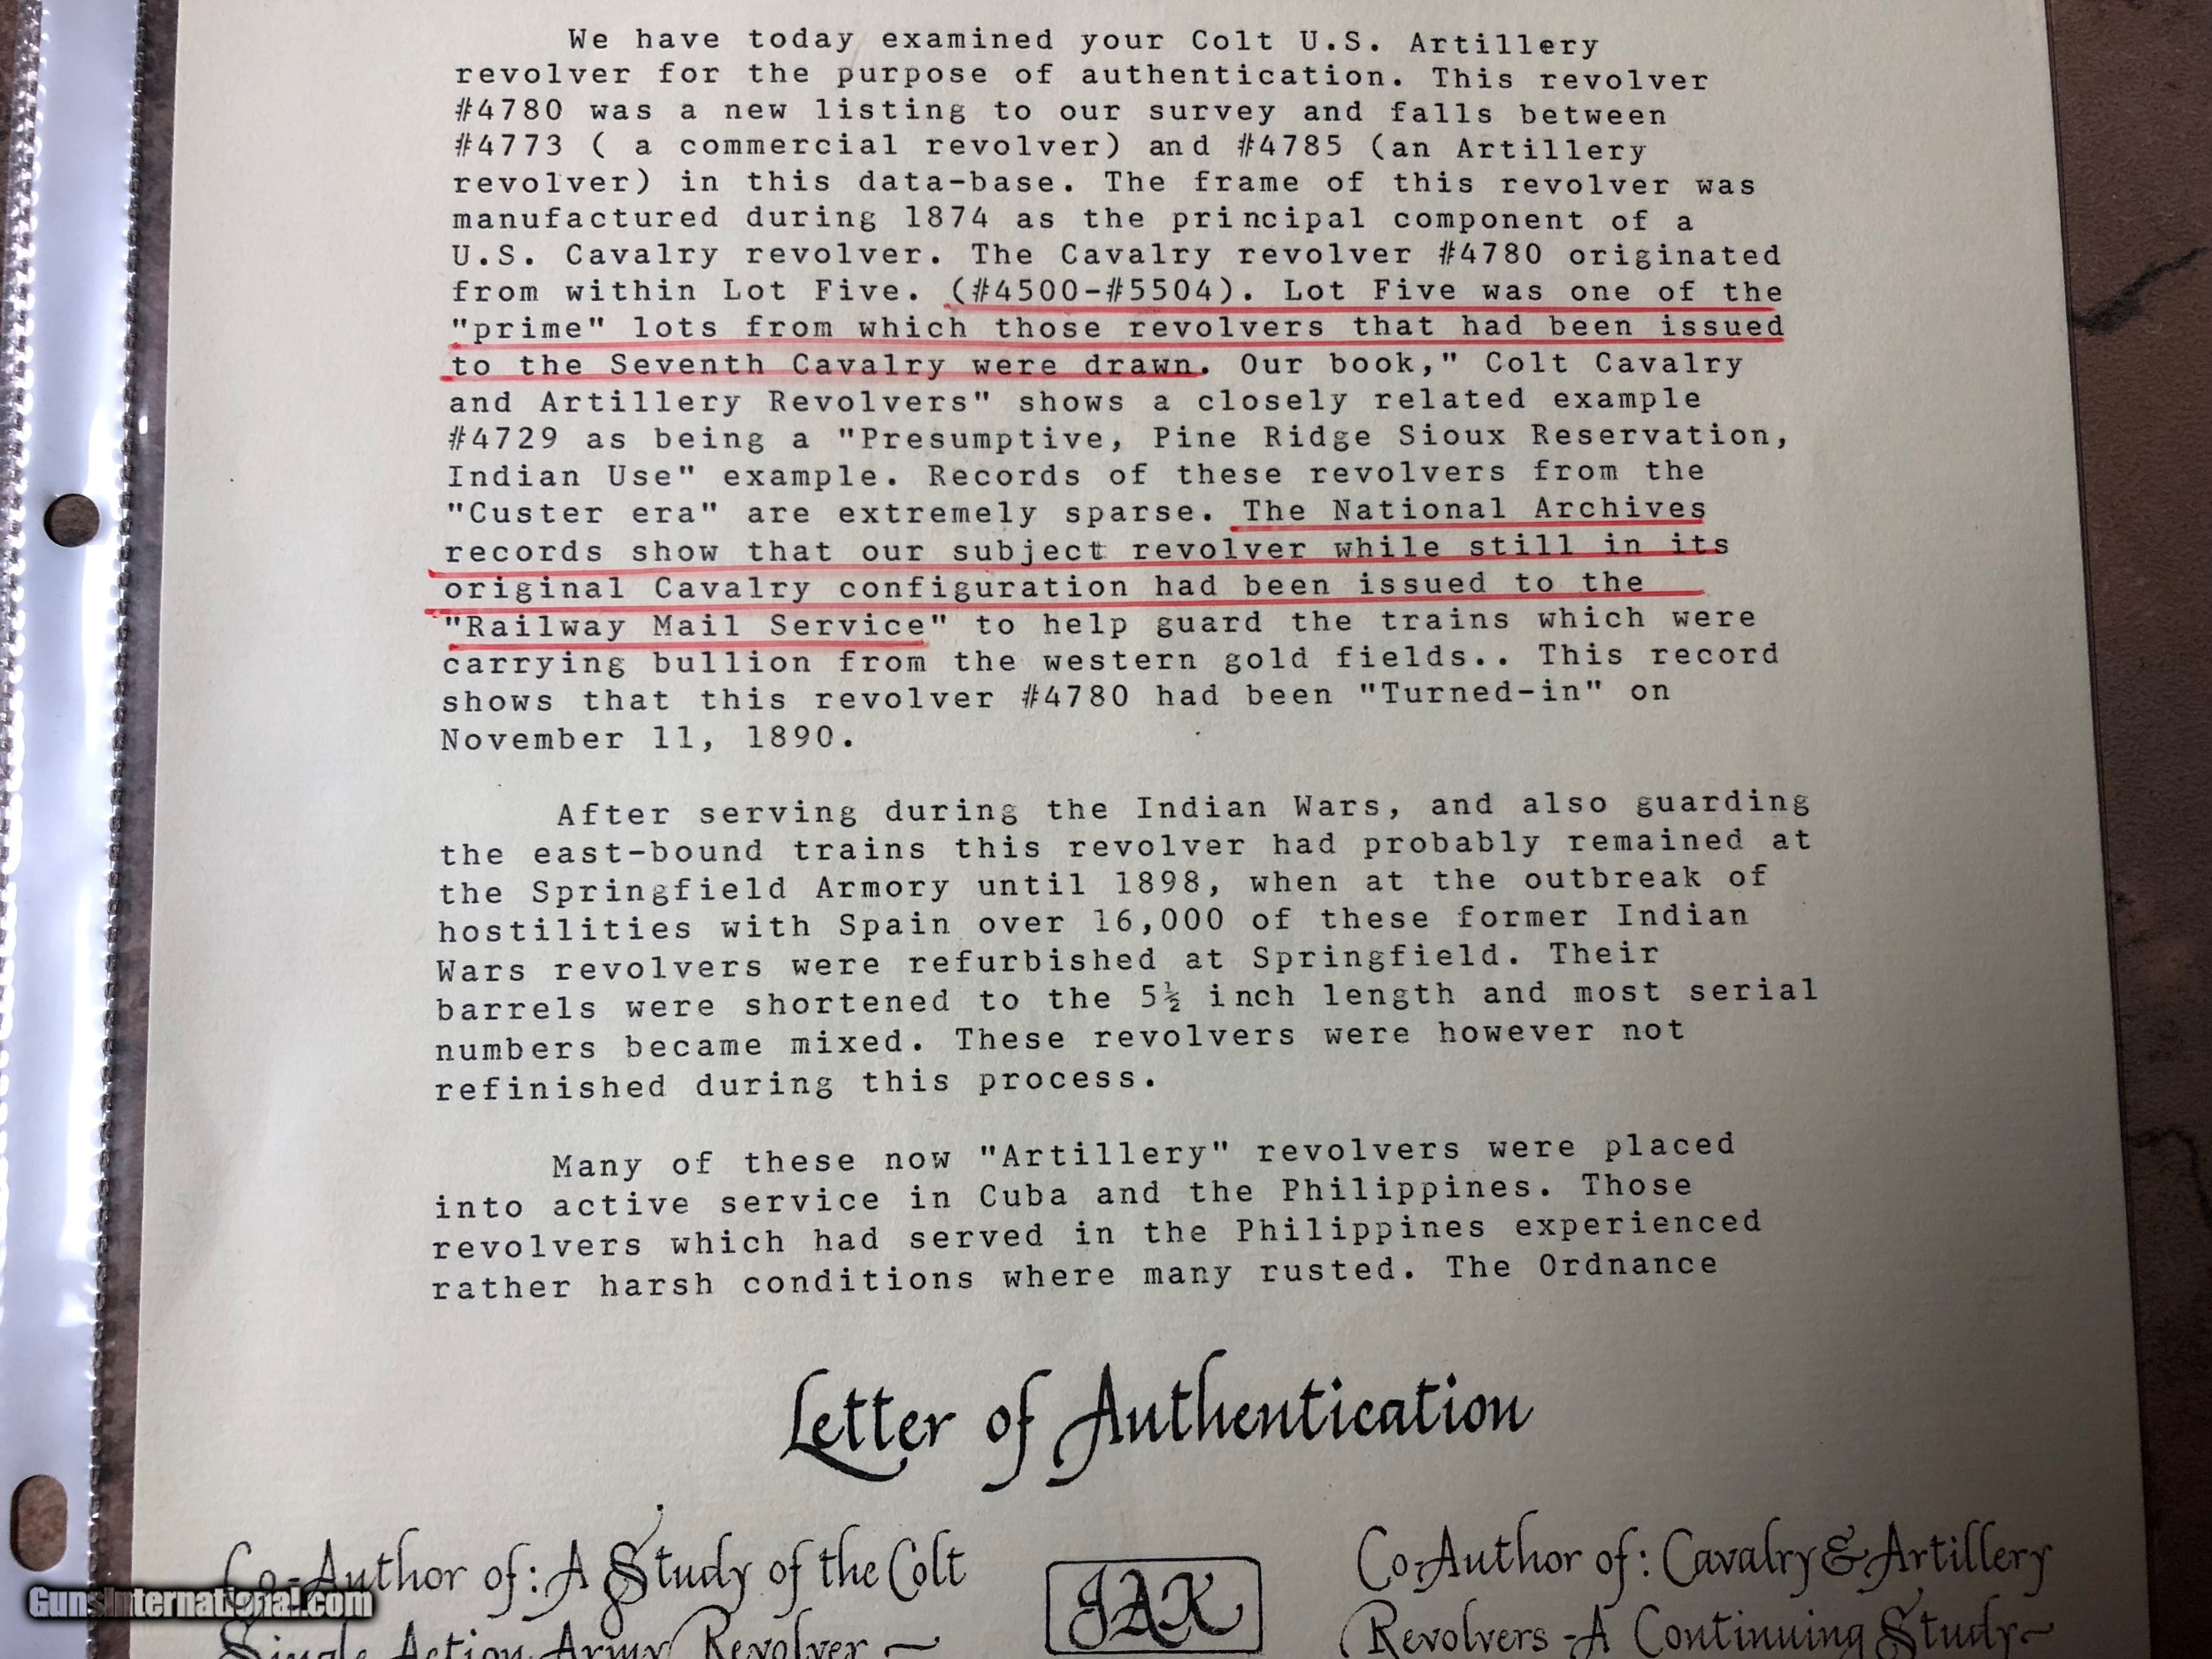 We have today examined your Colt U.S. Artillery
revolver for the purpose of authentication. This revolver
#4780 was a new listing to our survey and falls between
#4773 ( a commercial revolver) and #4785 (an Artillery
revolver) in this data-base. The frame of this revolver was
manufactured during 1874 as the principal component of a
U.S. Cavalry revolver. The Cavalry revolver #4780 originated
from within Lot Five. (#4500-#5504). Lot Five was one of the
"prime" lots from which those revolvers that had been issued
to the Seventh Cavalry were drawn. Our book," Colt Cavalry
and Artillery Revolvers" shows a closely related example
#4729 as being a "Presumptive, Pine Ridge Sioux Reservation,
Indian Use" example. Records of these revolvers from the
"Custer era" are extremely sparse. The National Archives
records show that our subject revolver while still in its
original Cavalry configuration had been issued to the
"Railway Mail Service" to help guard the trains which were
carrying bullion from the western gold fields.. This record
shows that this revolver #4780 had been "Turned-in" on
November 11, 1890.
After serving during the Indian Wars, and also guarding
the east-bound trains this revolver had probably remained at
the Springfield Armory until 1898, when at the outbreak of
hostilities with Spain over 16,000 of these former Indian
Wars revolvers were refurbished at Springfield. Their
barrels were shortened to the 5½ inch length and most serial
numbers became mixed. These revolvers were however not
refinished during this process.
Many of these now "Artillery" revolvers were placed
into active service in Cuba and the Philippines. Those
revolvers which had served in the Philippines experienced
rather harsh conditions where many rusted. The Ordnance
Letter of Authentication
Co-Author of: A Study of the Colt
Single Action Army Revolver ~
JAK
Co-Author of: Cavalry & Artillery
Revolvers - A Continuing Study ~
GunsInternational.com